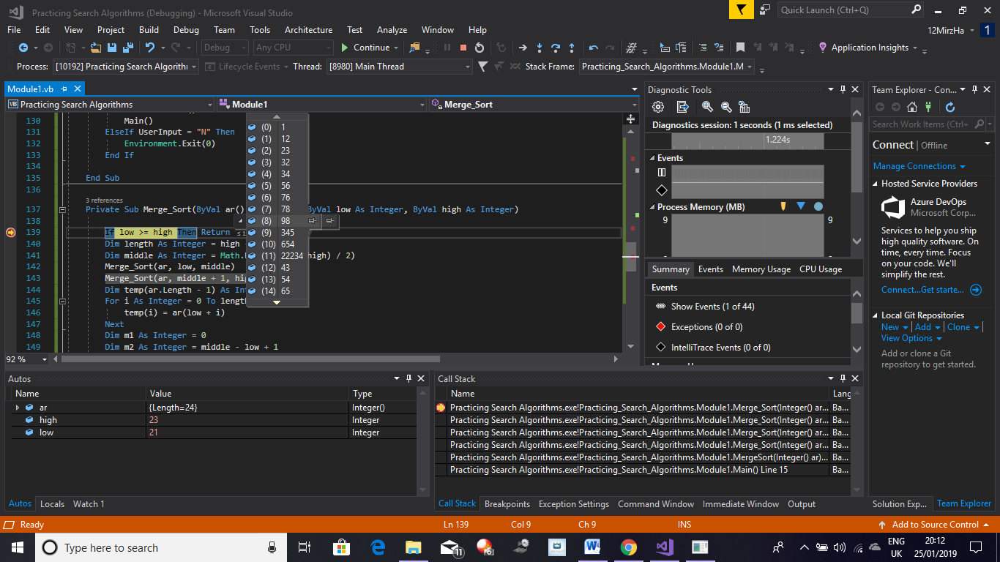 Practicing Search Algorithms (Debugging) - Microsoft Visual Studio
Quick Launch (Ctrl+Q)
File Edit View Project Build Debug Team Tools Architecture Test Analyze Window Help
12MirzHa 1
Debug Any CPU Continue Application Insights
Process: [10192] Practicing Search Algorithm Lifecycle Events Thread: [8980] Main Thread Stack Frame: Practicing_Search_Algorithms.Module1.M
Module1.vb
VB Practicing Search Algorithms Module1 Merge_Sort
130 Main()
131 ElseIf UserInput = "N" Then
132 Environment.Exit(0)
133 End If
134
135 End Sub
136
3 references
137 Private Sub Merge_Sort(ByVal ar() ByVal low As Integer, ByVal high As Integer)
138
139 If low >= high Then Return
140 Dim length As Integer = high
141 Dim middle As Integer = Math. high) / 2)
142 Merge_Sort(ar, low, middle)
143 Merge_Sort(ar, middle + 1, hi
144 Dim temp(ar.Length - 1) As In
145 For i As Integer = 0 To length
146 temp(i) = ar(low + i)
147 Next
148 Dim m1 As Integer = 0
149 Dim m2 As Integer = middle - low + 1
(0) 1
(1) 12
(2) 23
(3) 32
(4) 34
(5) 56
(6) 76
(7) 78
(8) 98
(9) 345
(10) 654
(11) 22234
(12) 43
(13) 54
(14) 65
92 %
Diagnostic Tools
Diagnostics session: 1 seconds (1 ms selected)
1.224s
Events
Process Memory (MB)
9 9
Summary Events Memory Usage CPU Usage
Events
Show Events (1 of 44)
Exceptions (0 of 0)
IntelliTrace Events (0 of 0)
Team Explorer - Con...
Search Work Items (Ctrl+
Connect | Offline
Manage Connections
Hosted Service Providers
Azure DevOps
Microsoft Corp...
Services to help you ship
high quality software. On
time, every time. Focus
on your code. We'll
simplify the rest.
Connect...Get starte...
Local Git Repositories
New Add Clone
View Options
Add or clone a Git
repository to get started.
Autos
Name Value Type
ar {Length=24} Integer()
high 23 Integer
low 21 Integer
Autos Locals Watch 1
Call Stack
Name Lang
Practicing Search Algorithms.exe!Practicing_Search_Algorithms.Module1.Merge_Sort(Integer() ar... Ba...
Practicing Search Algorithms.exe!Practicing_Search_Algorithms.Module1.Merge_Sort(Integer() ar... Ba...
Practicing Search Algorithms.exe!Practicing_Search_Algorithms.Module1.Merge_Sort(Integer() ar... Ba...
Practicing Search Algorithms.exe!Practicing_Search_Algorithms.Module1.Merge_Sort(Integer() ar... Ba...
Practicing Search Algorithms.exe!Practicing_Search_Algorithms.Module1.MergeSort(Integer() ar)... Ba...
Practicing Search Algorithms.exe!Practicing_Search_Algorithms.Module1.Main() Line 15 Ba...
Call Stack Breakpoints Exception Settings Command Window Immediate Window Output
Solution Exp... Team Explorer
Ready Ln 139 Col 9 Ch 9 INS Add to Source Control
Type here to search
11
ENG
UK
20:12
25/01/2019